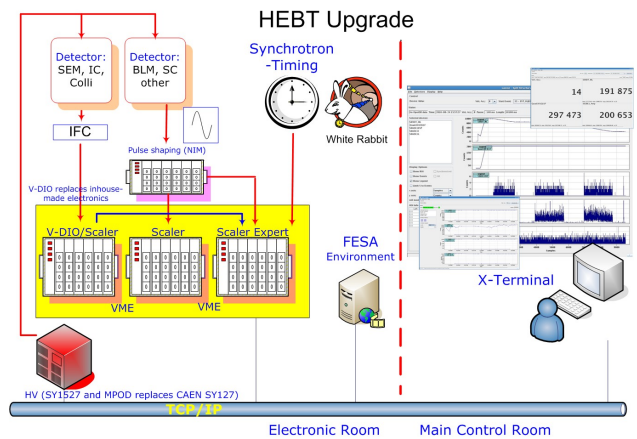 HEBT Upgrade
Detector:
SEM, IC,
Colli
Detector:
BLM, SC
other
Synchrotron
-Timing
IFC
White Rabbit
Pulse shaping (NIM)
14
191 875
297 473
200 653
V-DIO replaces inhouse-
made electronics
V-DIO/Scaler
Scaler
Scaler Expert
VME
VME
FESA
Environment
X-Terminal
HV (SY1527 and MPOD replaces CAEN SY127)
TCP/IP
Electronic Room
Main Control Room